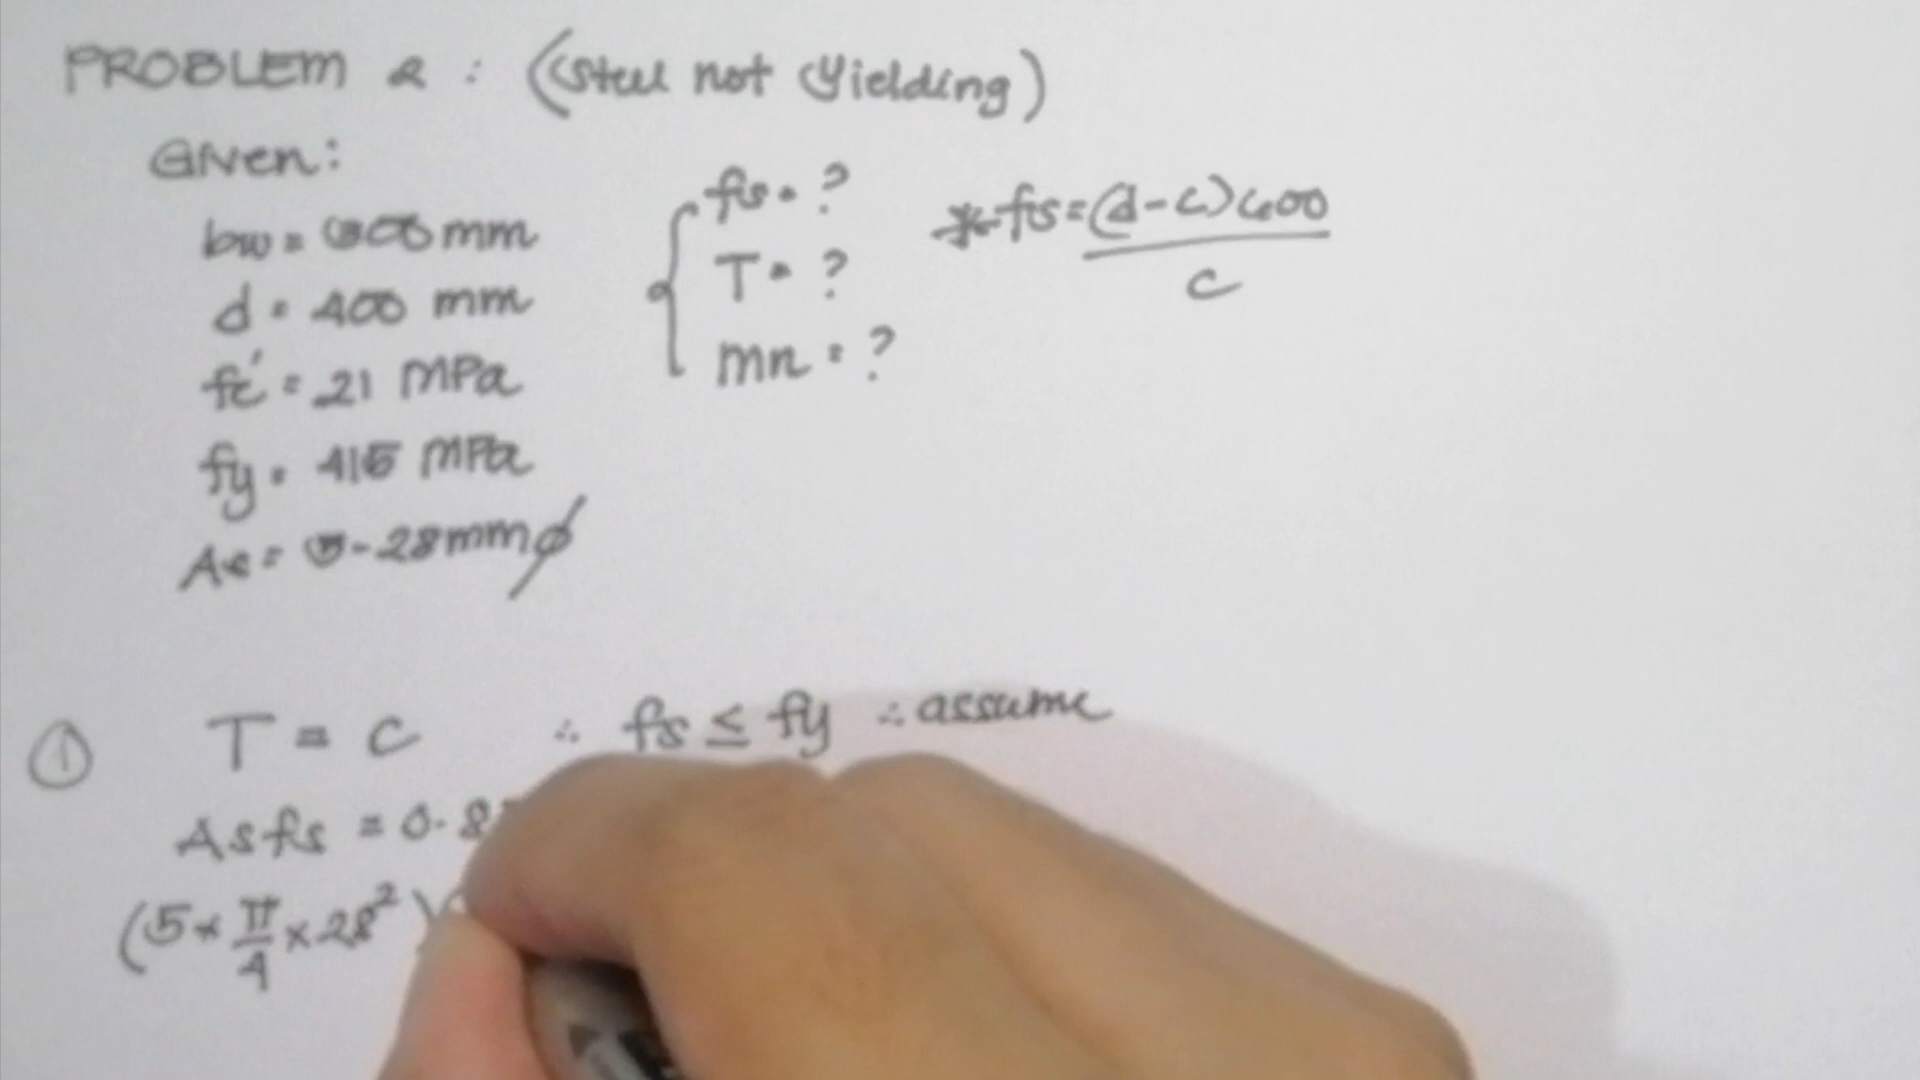 PROBLEM 2 : (Steel not Yielding)
Given:
bw = 300 mm
d = 400 mm
fc' = 21 MPa
fy = 415 MPa
As = 5-28mmϕ
fs = ?
T = ?
mn = ?
* fs = (d-c)600
c
① T = C ∴ fs ≤ fy ∴ assume
Asfs = 0.8
(5 x π/4 x 28²)